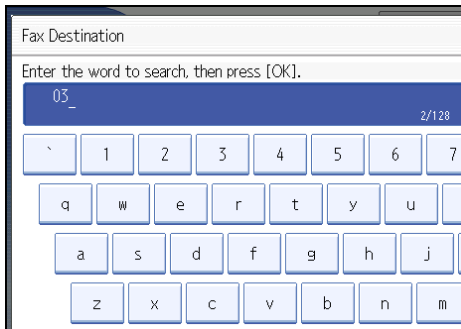 Fax Destination
Enter the word to search, then press [OK].
03_
2/128
` 1 2 3 4 5 6 7
q w e r t y u
a s d f g h j
z x c v b n m